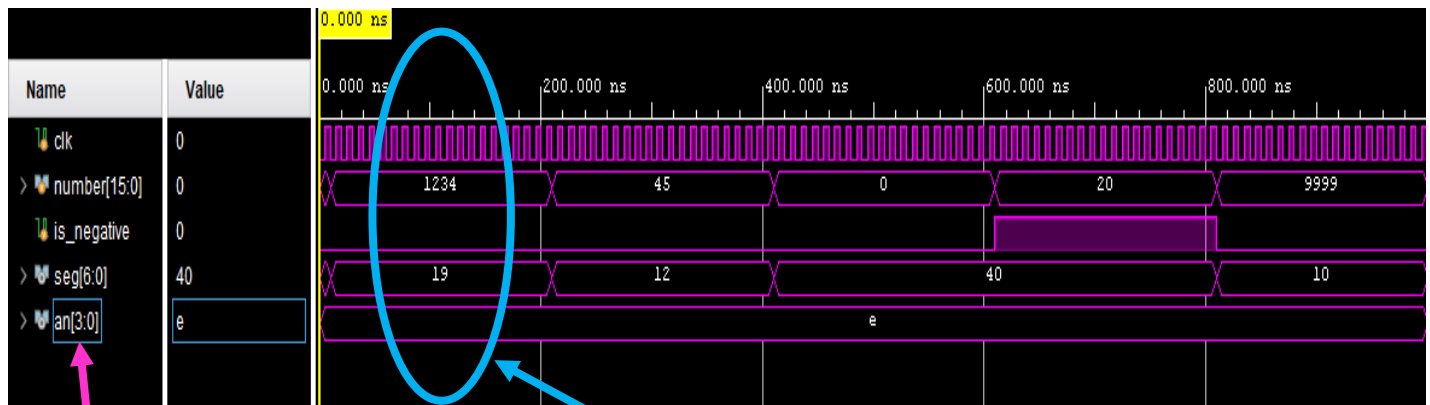 0.000 ns
Name Value
0.000 ns 200.000 ns 400.000 ns 600.000 ns 800.000 ns
clk 0
number[15:0] 0 1234 45 0 20 9999
is_negative 0
seg[6:0] 40 19 12 40 10
an[3:0] e e